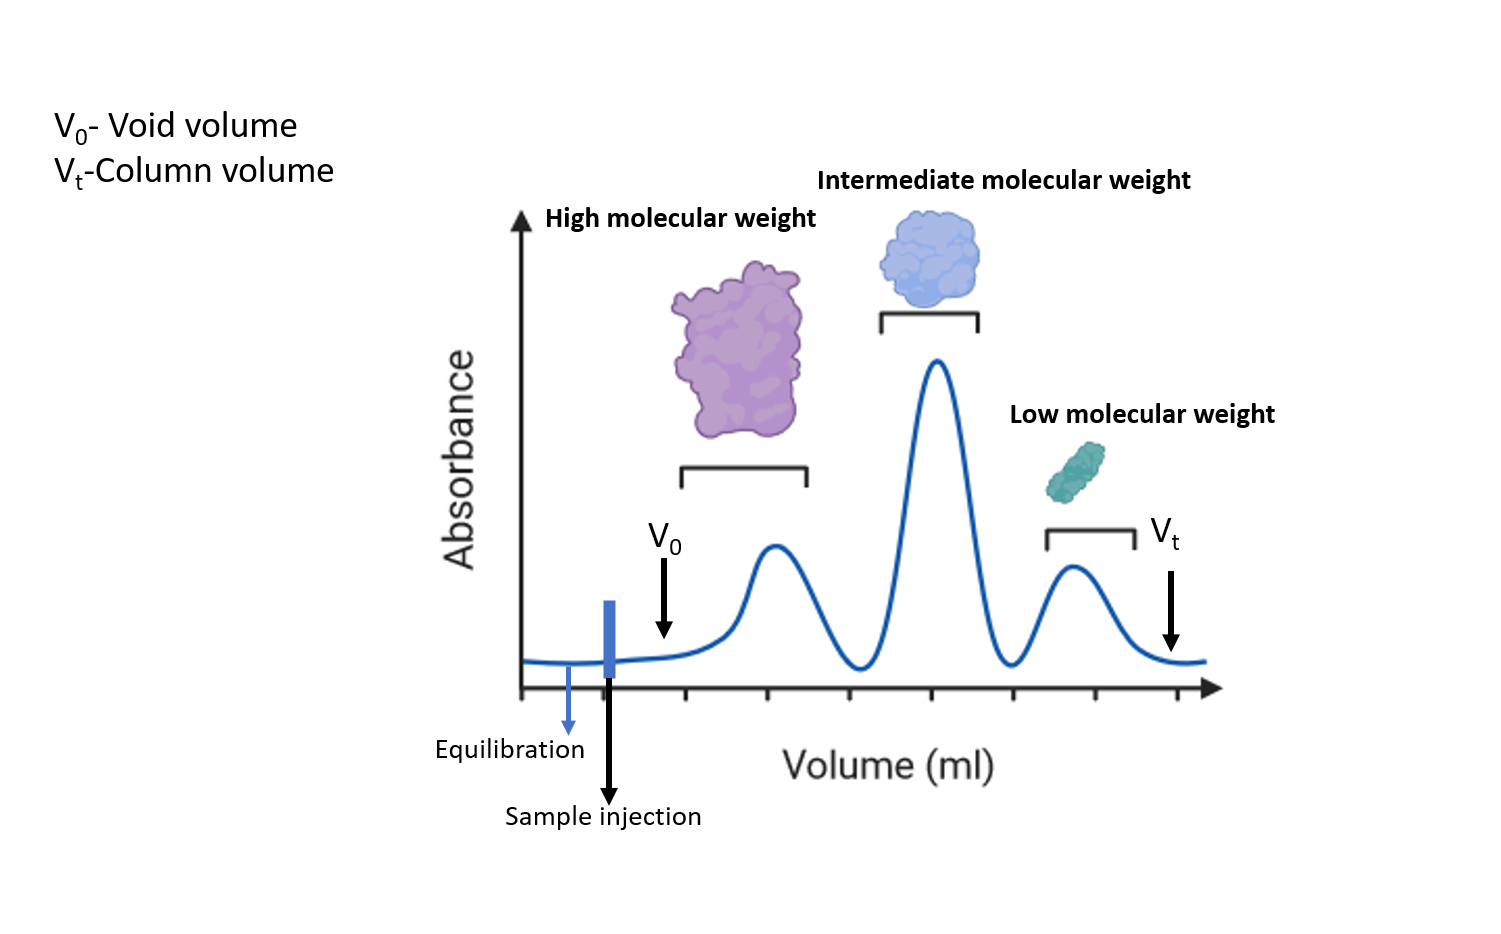 V₀- Void volume
Vₜ-Column volume
Intermediate molecular weight
High molecular weight
Low molecular weight
V₀
Vₜ
Absorbance
Equilibration
Volume (ml)
Sample injection